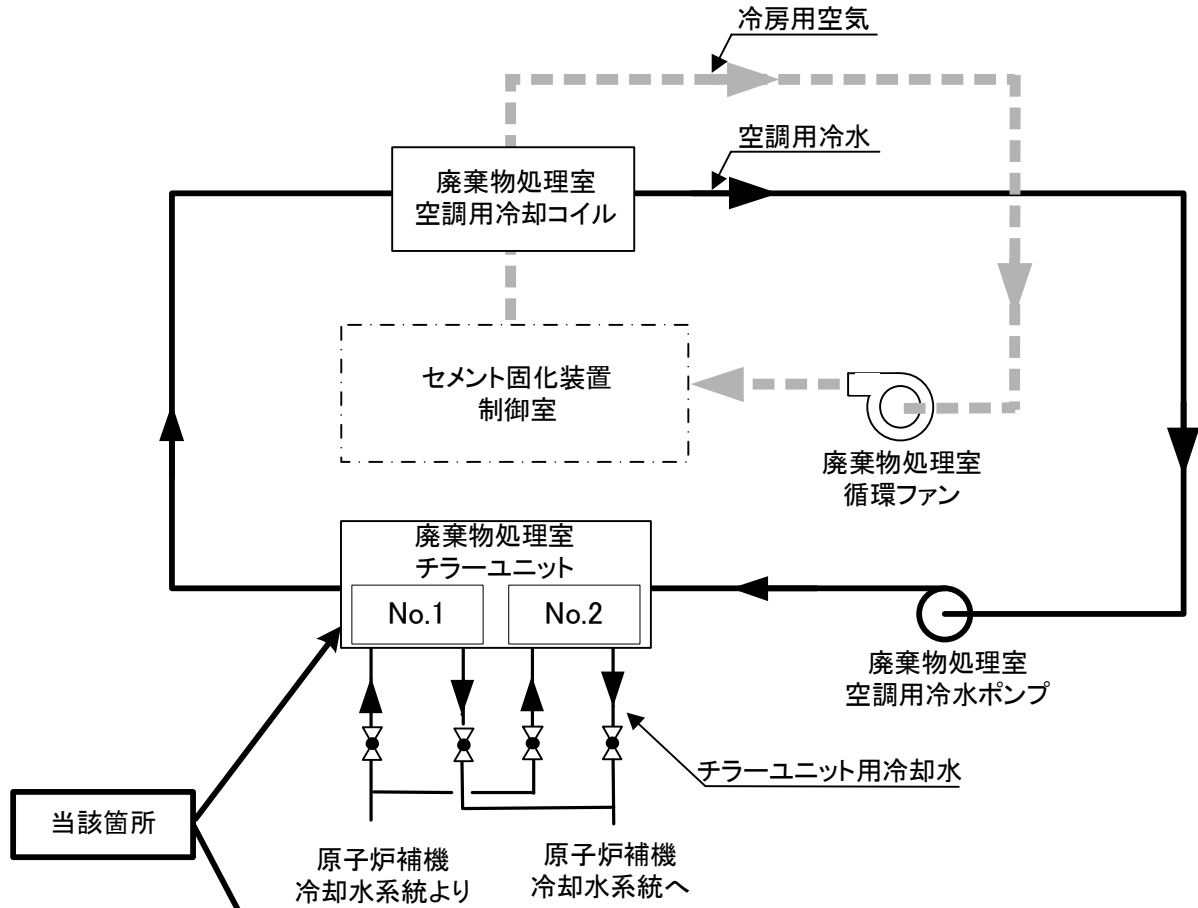 冷房用空気
空調用冷水
廃棄物処理室
空調用冷却コイル
セメント固化装置
制御室
廃棄物処理室
循環ファン
廃棄物処理室
チラーユニット
No.1
No.2
廃棄物処理室
空調用冷水ポンプ
チラーユニット用冷却水
当該箇所
原子炉補機
冷却水系統より
原子炉補機
冷却水系統へ